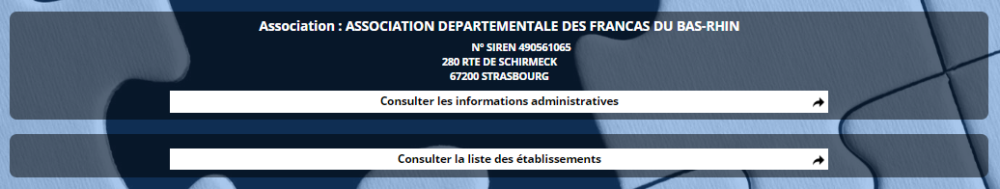 Association : ASSOCIATION DEPARTEMENTALE DES FRANCAS DU BAS-RHIN
N° SIREN 490561065
280 RTE DE SCHIRMECK
67200 STRASBOURG
Consulter les informations administratives
Consulter la liste des établissements